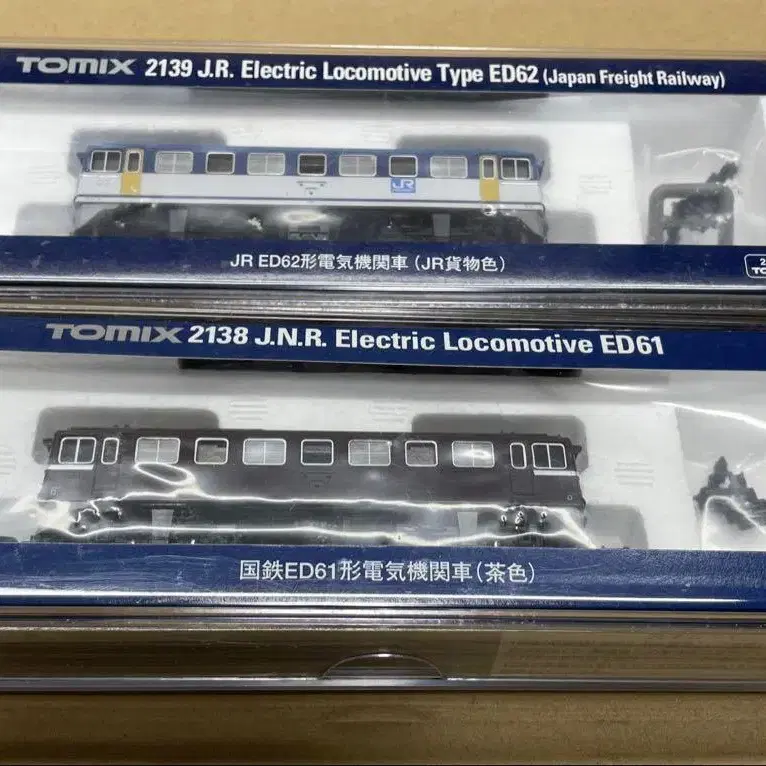 TOMIX 2139 J.R. Electric Locomotive Type ED62 (Japan Freight Railway)
JR
JR ED62形電気機関車(JR貨物色)
TOMIX 2138 J.N.R. Electric Locomotive ED61
国鉄ED61形電気機関車(茶色)